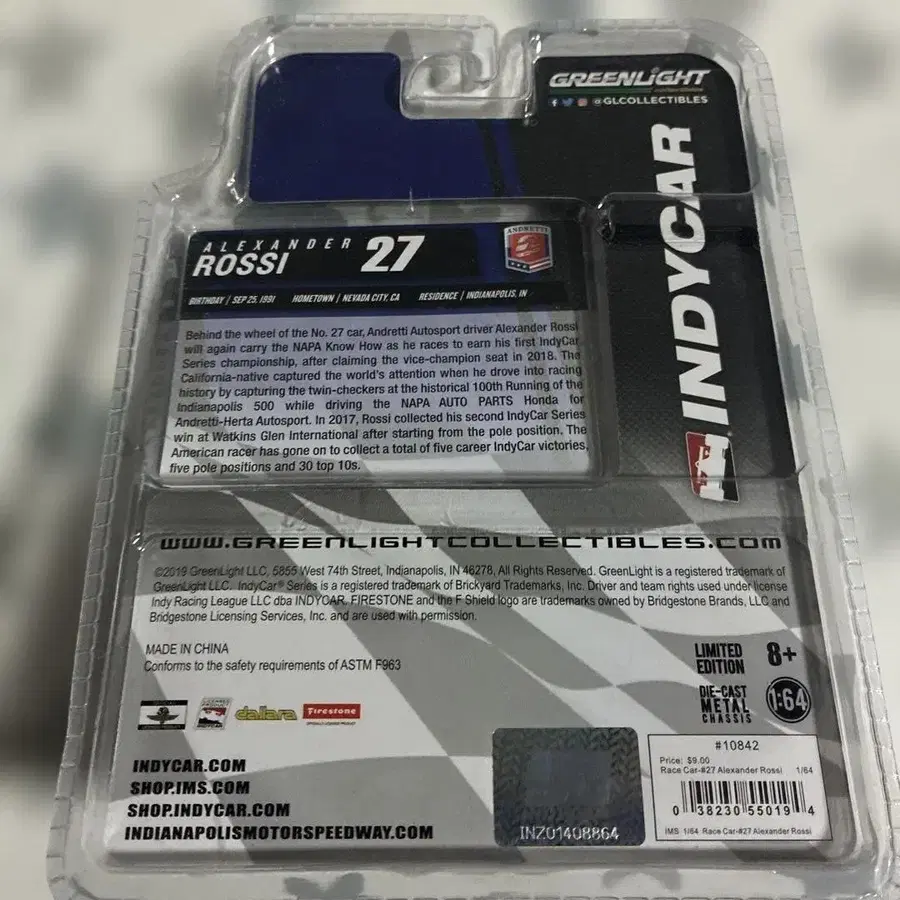 GREENLIGHT
@GLCOLLECTIBLES
INDYCAR
ALEXANDER
ROSSI 27
ANDRETTI
BIRTHDAY / SEP 25, 1991 HOMETOWN / NEVADA CITY, CA RESIDENCE / INDIANAPOLIS, IN
Behind the wheel of the No. 27 car, Andretti Autosport driver Alexander Rossi
will again carry the NAPA Know How as he races to earn his first IndyCar
Series championship, after claiming the vice-champion seat in 2018. The
California-native captured the world's attention when he drove into racing
history by capturing the twin-checkers at the historical 100th Running of the
Indianapolis 500 while driving the NAPA AUTO PARTS Honda for
Andretti-Herta Autosport. In 2017, Rossi collected his second IndyCar Series
win at Watkins Glen International after starting from the pole position. The
American racer has gone on to collect a total of five career IndyCar victories,
five pole positions and 30 top 10s.
WWW.GREENLIGHTCOLLECTIBLES.COM
©2019 GreenLight LLC, 5855 West 74th Street, Indianapolis, IN 46278, All Rights Reserved. GreenLight is a registered trademark of
GreenLight LLC. IndyCar® Series is a registered trademark of Brickyard Trademarks, Inc. Driver and team rights used under license
Indy Racing League LLC dba INDYCAR. FIRESTONE and the F Shield logo are trademarks owned by Bridgestone Brands, LLC and
Bridgestone Licensing Services, Inc. and are used with permission.
MADE IN CHINA
Conforms to the safety requirements of ASTM F963
LIMITED
EDITION 8+
DIE-CAST
METAL
CHASSIS 1:64
dallara
Firestone
INDYCAR.COM
SHOP.IMS.COM
SHOP.INDYCAR.COM
INDIANAPOLISMOTORSPEEDWAY.COM
INZ01408864
#10842
Price: $9.00
Race Car-#27 Alexander Rossi 1/64
0 38230 55019 4
IMS 1/64 Race Car-#27 Alexander Rossi